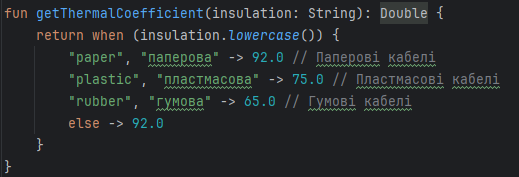 fun getThermalCoefficient(insulation: String): Double {
    return when (insulation.lowercase()) {
        "paper", "паперова" -> 92.0 // Паперові кабелі
        "plastic", "пластмасова" -> 75.0 // Пластмасові кабелі
        "rubber", "гумова" -> 65.0 // Гумові кабелі
        else -> 92.0
    }
}